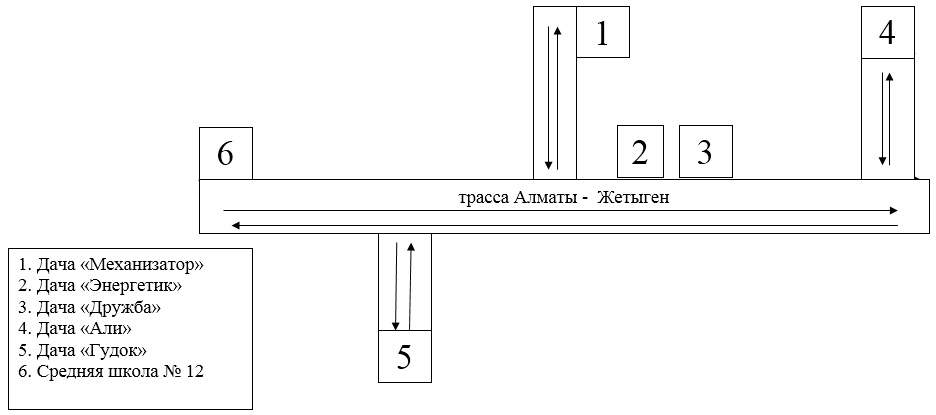 1
4
6
2
3
трасса Алматы - Жетыген
1. Дача «Механизатор»
2. Дача «Энергетик»
3. Дача «Дружба»
4. Дача «Али»
5. Дача «Гудок»
6. Средняя школа № 12
5